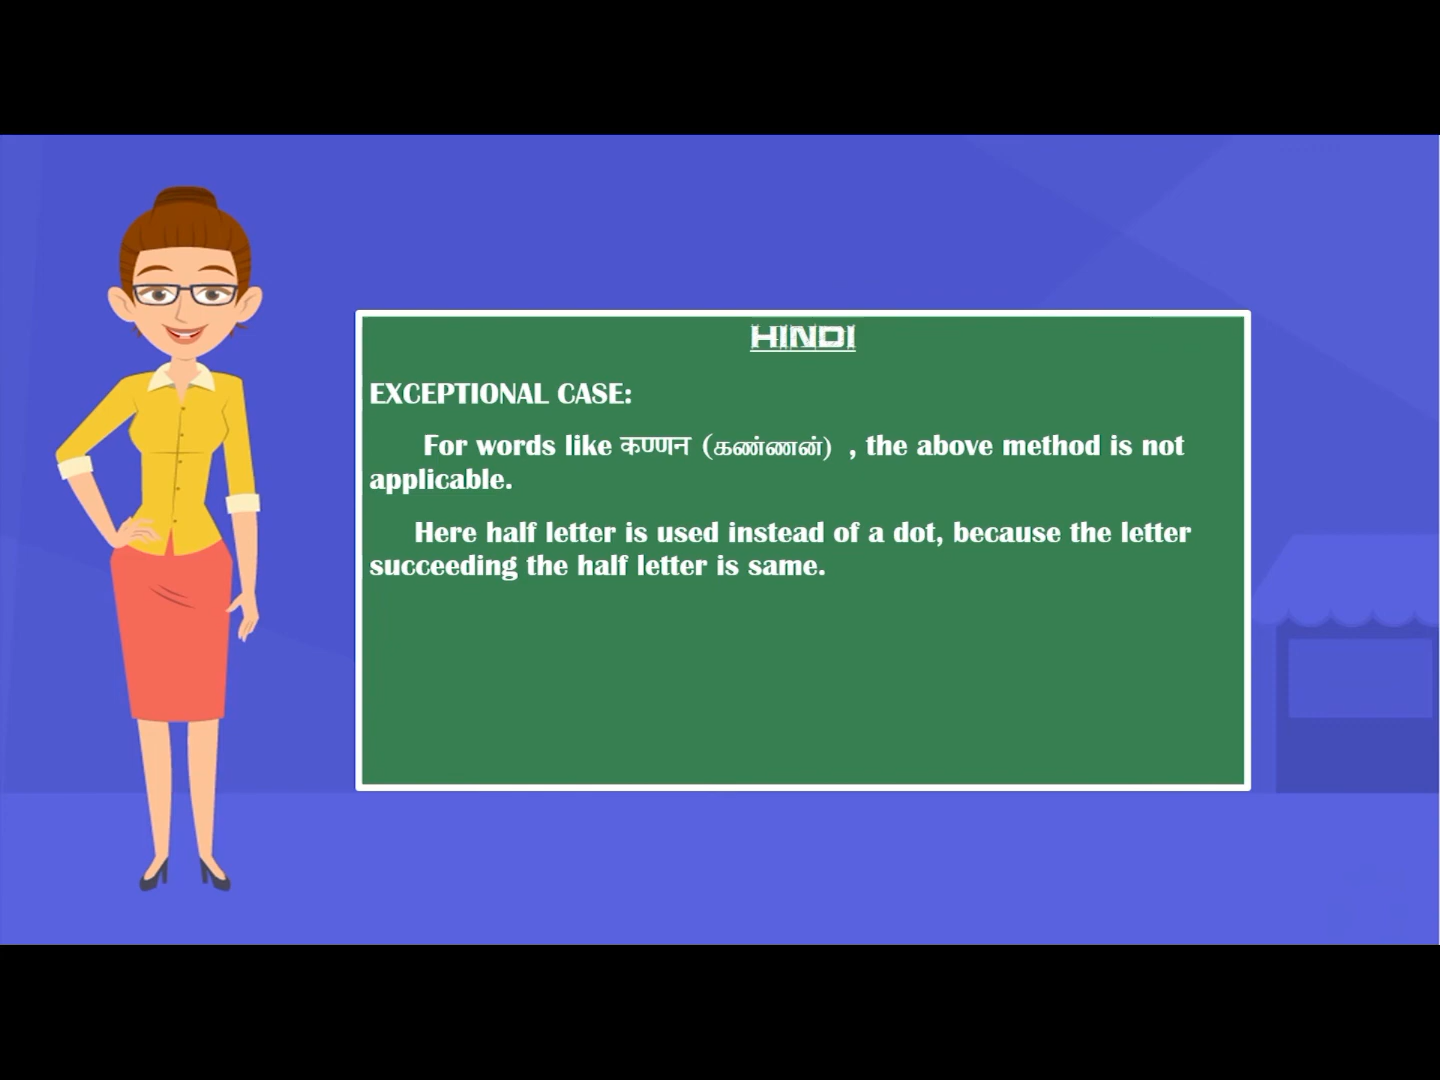 HINDI
EXCEPTIONAL CASE:
For words like कण्णन (கண்ணன்) , the above method is not
applicable.
Here half letter is used instead of a dot, because the letter
succeeding the half letter is same.